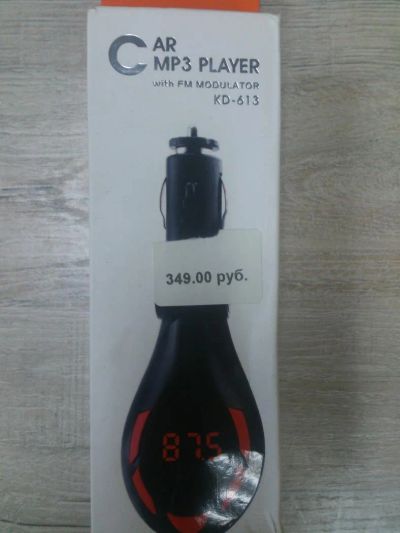 CAR
MP3 PLAYER
with FM MODULATOR
KD-613
349.00 руб.
87.5